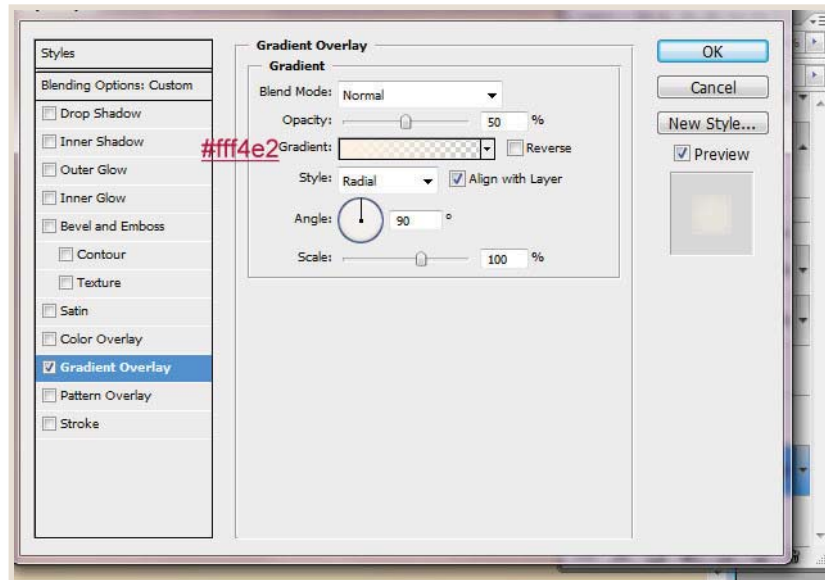 Styles
Blending Options: Custom
Drop Shadow
Inner Shadow
Outer Glow
Inner Glow
Bevel and Emboss
Contour
Texture
Satin
Color Overlay
Gradient Overlay
Pattern Overlay
Stroke
Gradient Overlay
Gradient
Blend Mode: Normal
Opacity: 50 %
#fff4e2 Gradient: Reverse
Style: Radial Align with Layer
Angle: 90 °
Scale: 100 %
OK
Cancel
New Style...
Preview